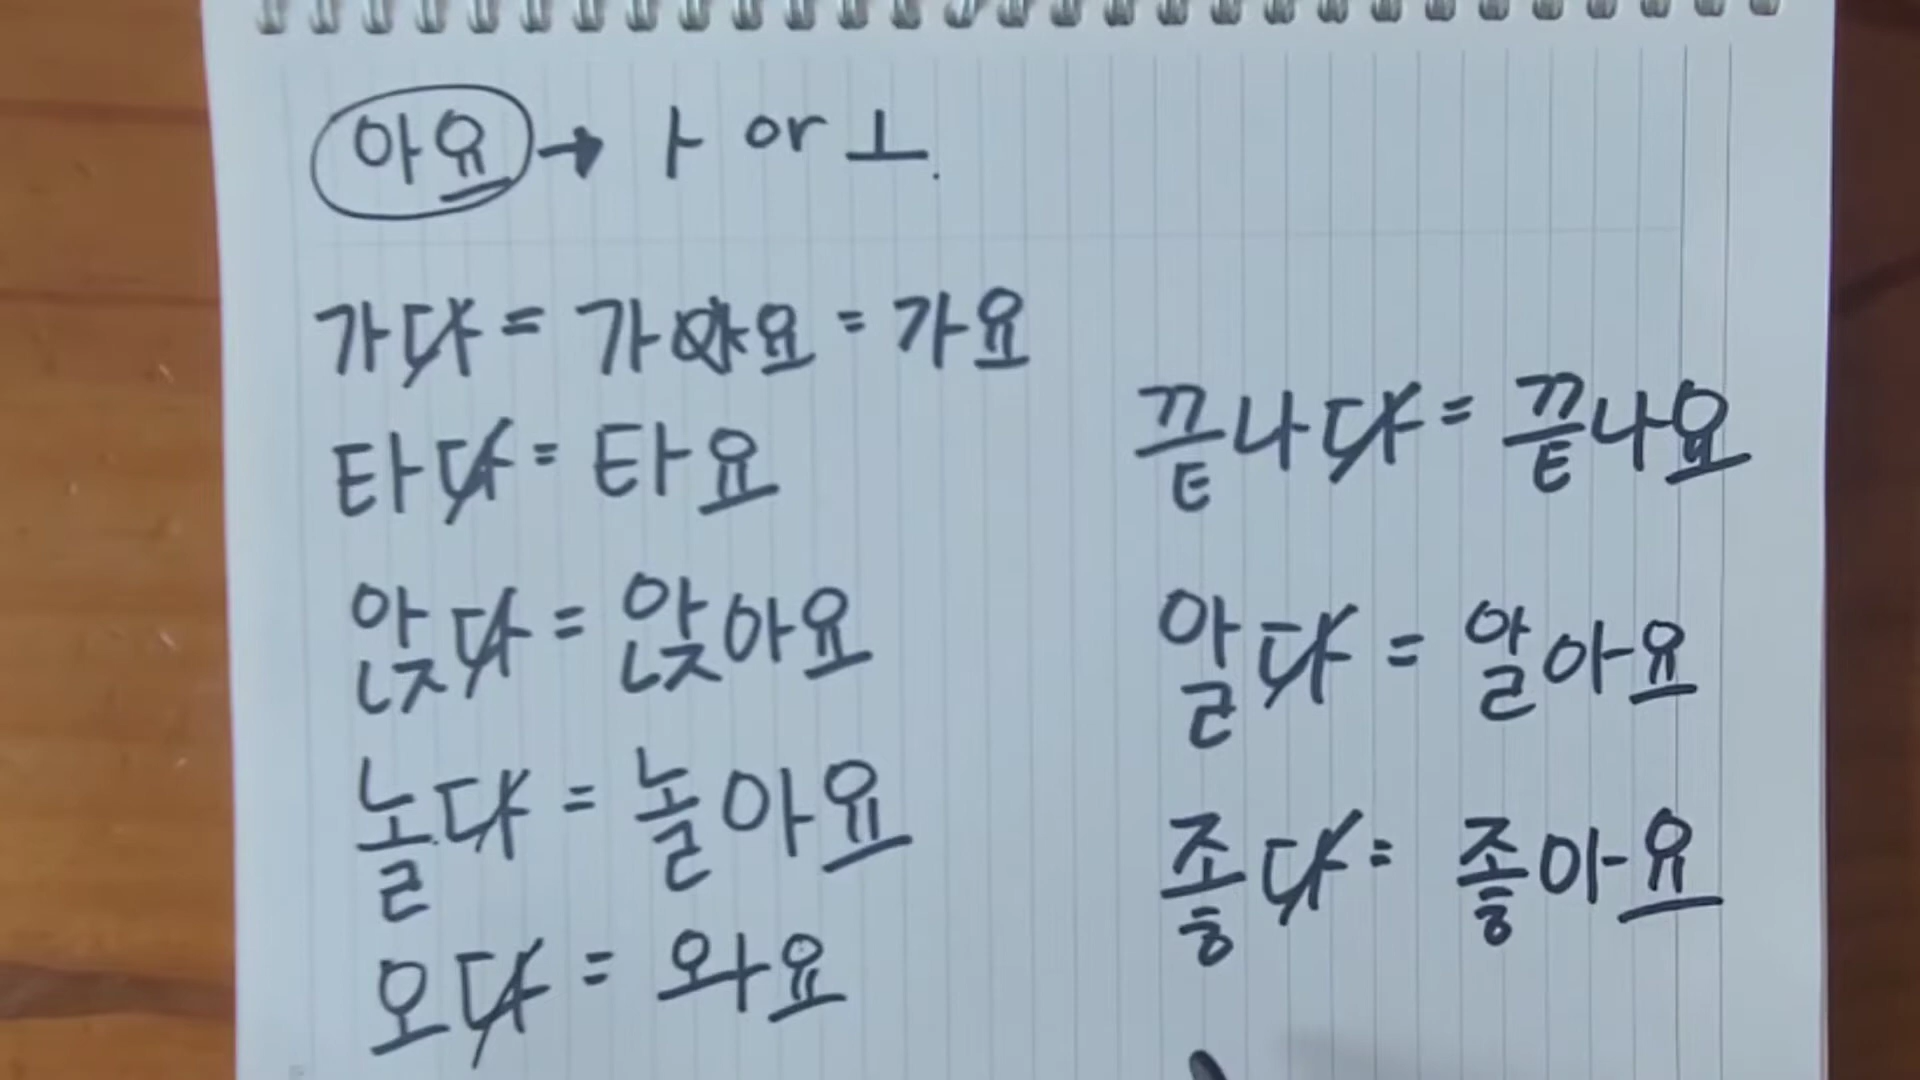 아요 → ㅏ or ㅗ.
가다 = 가아요 = 가요
타다 = 타요
앉다 = 앉아요
놀다 = 놀아요
오다 = 와요
끝나다 = 끝나요
알다 = 알아요
좋다 = 좋아요